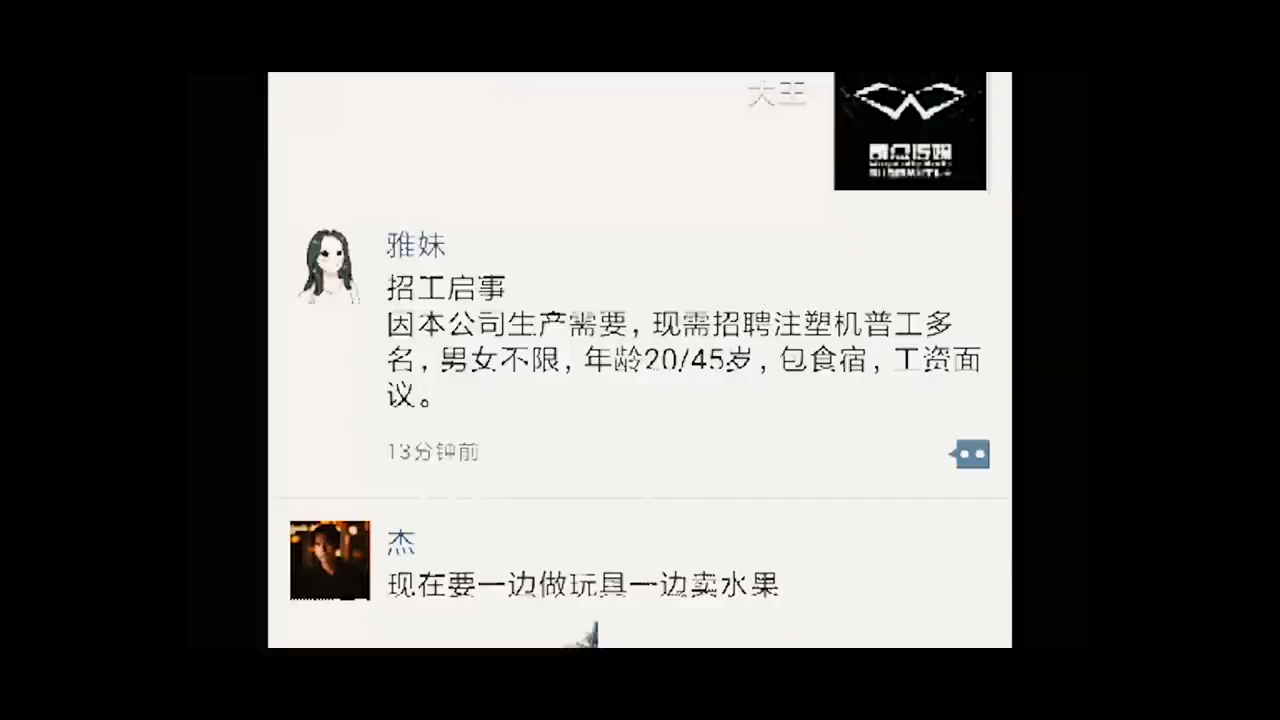 大王
雅妹
招工启事
因本公司生产需要，现需招聘注塑机普工多
名，男女不限，年龄20/45岁，包食宿，工资面
议。
13分钟前
杰
现在要一边做玩具一边卖水果